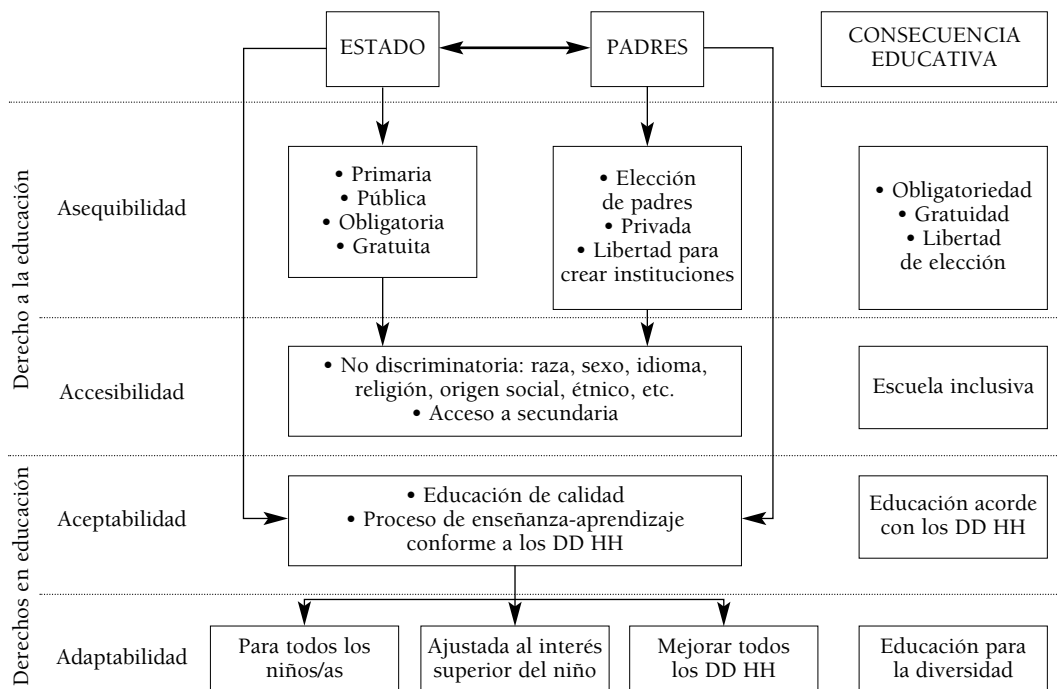 ESTADO
PADRES
CONSECUENCIA
EDUCATIVA
Derecho a la educación
Asequibilidad
• Primaria
• Pública
• Obligatoria
• Gratuita
• Elección
de padres
• Privada
• Libertad para
crear instituciones
• Obligatoriedad
• Gratuidad
• Libertad
de elección
Accesibilidad
• No discriminatoria: raza, sexo, idioma,
religión, origen social, étnico, etc.
• Acceso a secundaria
Escuela inclusiva
Derechos en educación
Aceptabilidad
• Educación de calidad
• Proceso de enseñanza-aprendizaje
conforme a los DD HH
Educación acorde
con los DD HH
Adaptabilidad
Para todos los
niños/as
Ajustada al interés
superior del niño
Mejorar todos
los DD HH
Educación para
la diversidad